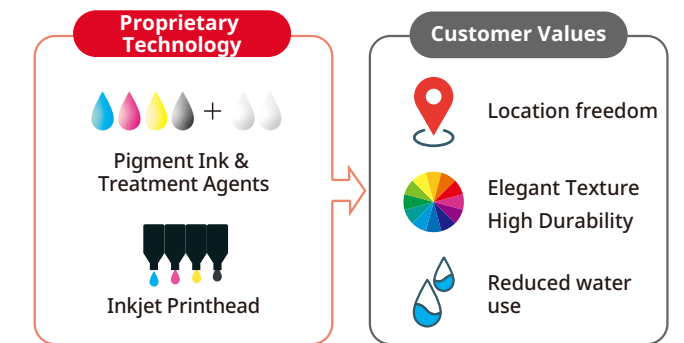 Proprietary
Technology
+
Pigment Ink &
Treatment Agents
Inkjet Printhead
Customer Values
Location freedom
Elegant Texture
High Durability
Reduced water
use